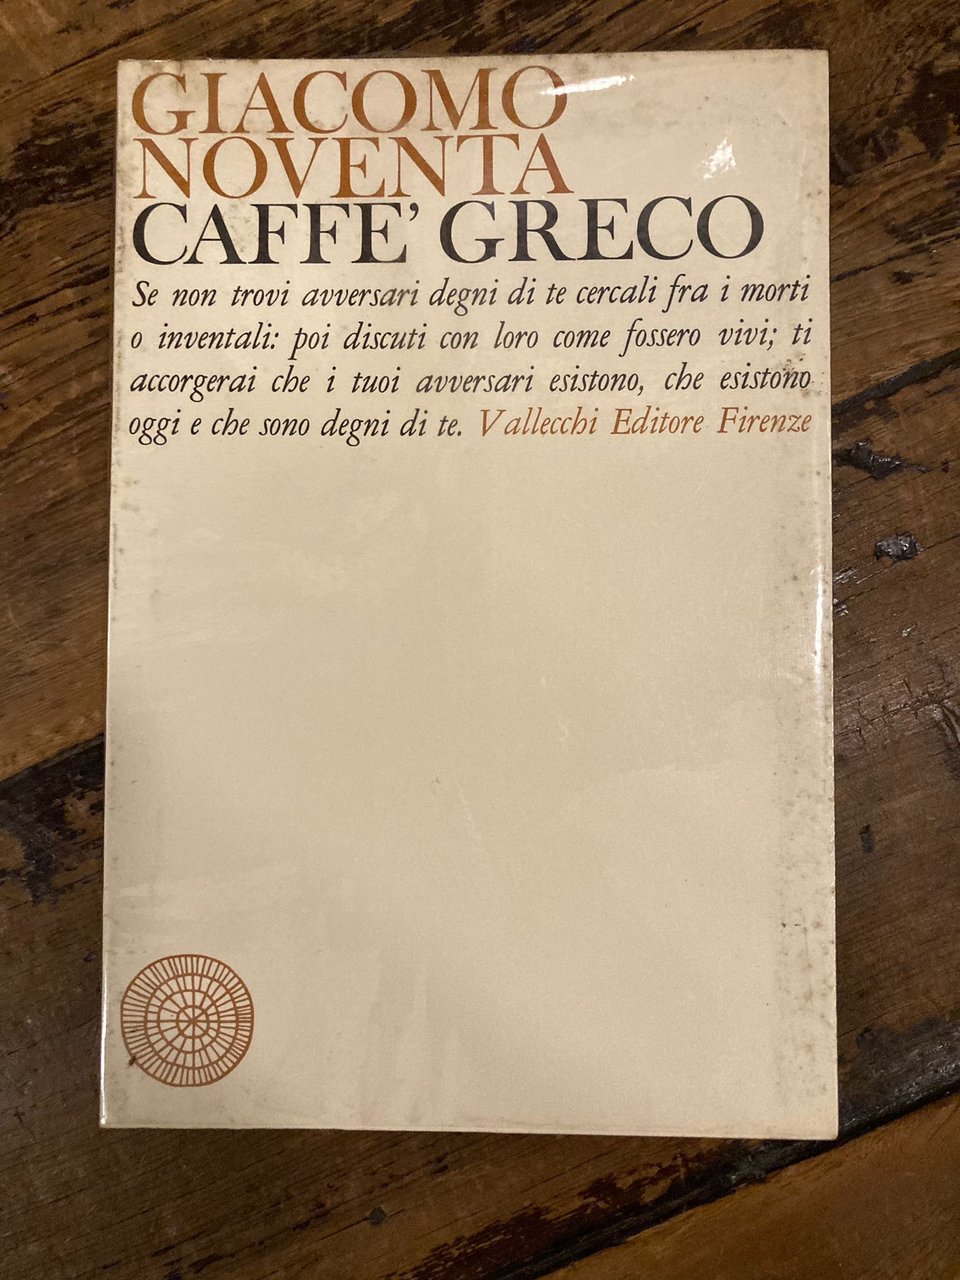 GIACOMO
NOVENTA
CAFFE' GRECO
Se non trovi avversari degni di te cercali fra i morti
o inventali: poi discuti con loro come fossero vivi; ti
accorgerai che i tuoi avversari esistono, che esistono
oggi e che sono degni di te. Vallecchi Editore Firenze